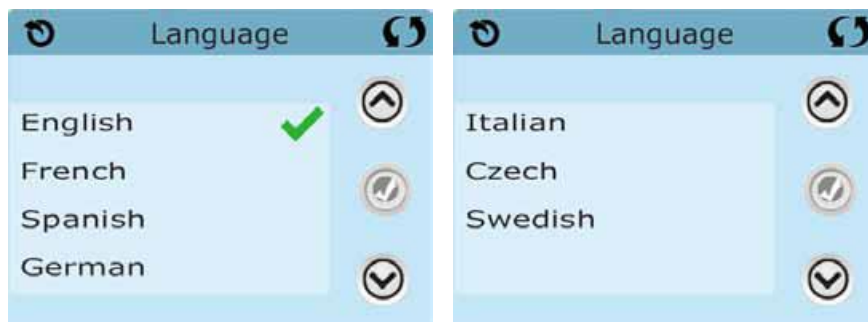 Language
English
French
Spanish
German
Language
Italian
Czech
Swedish